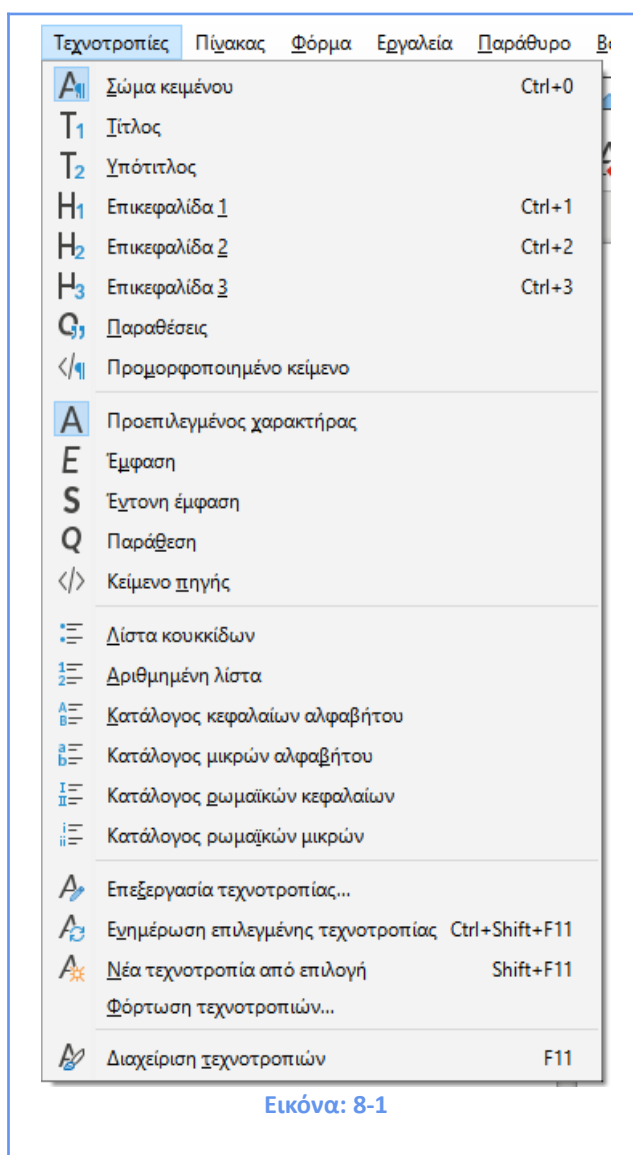 Τεχνοτροπίες Πίνακας Φόρμα Εργαλεία Παράθυρο
Σώμα κειμένου Ctrl+0
Τίτλος
Υπότιτλος
Επικεφαλίδα 1 Ctrl+1
Επικεφαλίδα 2 Ctrl+2
Επικεφαλίδα 3 Ctrl+3
Παραθέσεις
Προμορφοποιημένο κείμενο
Προεπιλεγμένος χαρακτήρας
Έμφαση
Έντονη έμφαση
Παράθεση
Κείμενο πηγής
Λίστα κουκκίδων
Αριθμημένη λίστα
Κατάλογος κεφαλαίων αλφαβήτου
Κατάλογος μικρών αλφαβήτου
Κατάλογος ρωμαϊκών κεφαλαίων
Κατάλογος ρωμαϊκών μικρών
Επεξεργασία τεχνοτροπίας...
Ενημέρωση επιλεγμένης τεχνοτροπίας Ctrl+Shift+F11
Νέα τεχνοτροπία από επιλογή Shift+F11
Φόρτωση τεχνοτροπιών...
Διαχείριση τεχνοτροπιών F11
Εικόνα: 8-1